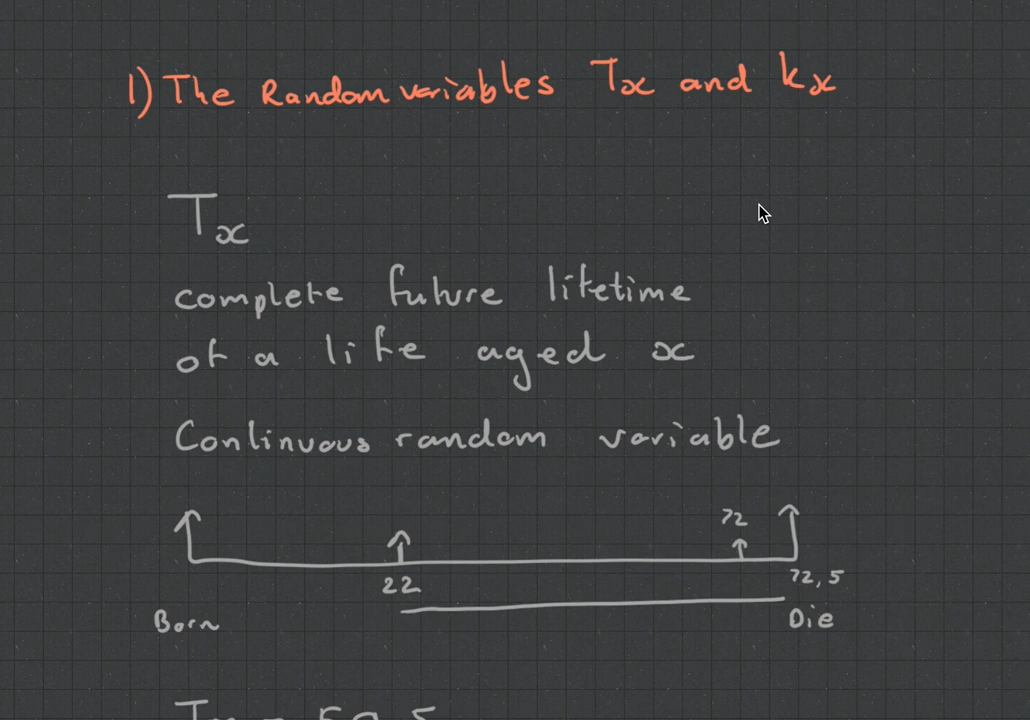 1) The Random variables Tx and kx
Tx
complete future lifetime
of a life aged x
Continuous random variable
72
22
72,5
Born
Die